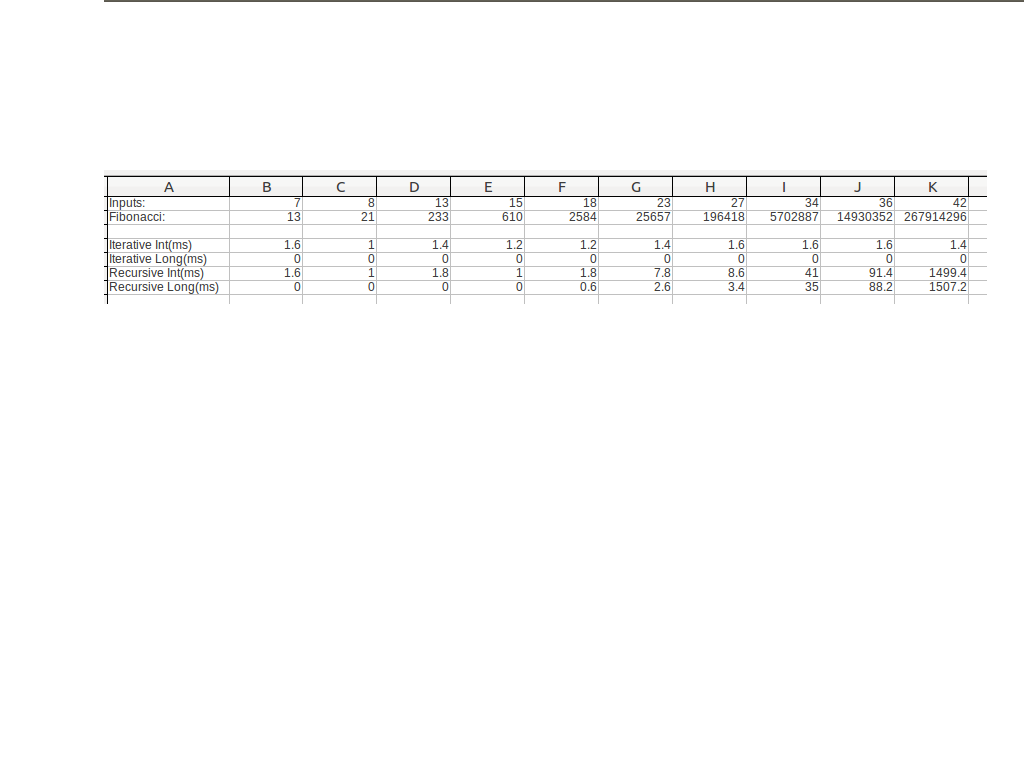 A B C D E F G H I J K
Inputs: 7 8 13 15 18 23 27 34 36 42
Fibonacci: 13 21 233 610 2584 25657 196418 5702887 14930352 267914296
Iterative Int(ms) 1.6 1 1.4 1.2 1.2 1.4 1.6 1.6 1.6 1.4
Iterative Long(ms) 0 0 0 0 0 0 0 0 0 0
Recursive Int(ms) 1.6 1 1.8 1 1.8 7.8 8.6 41 91.4 1499.4
Recursive Long(ms) 0 0 0 0 0.6 2.6 3.4 35 88.2 1507.2